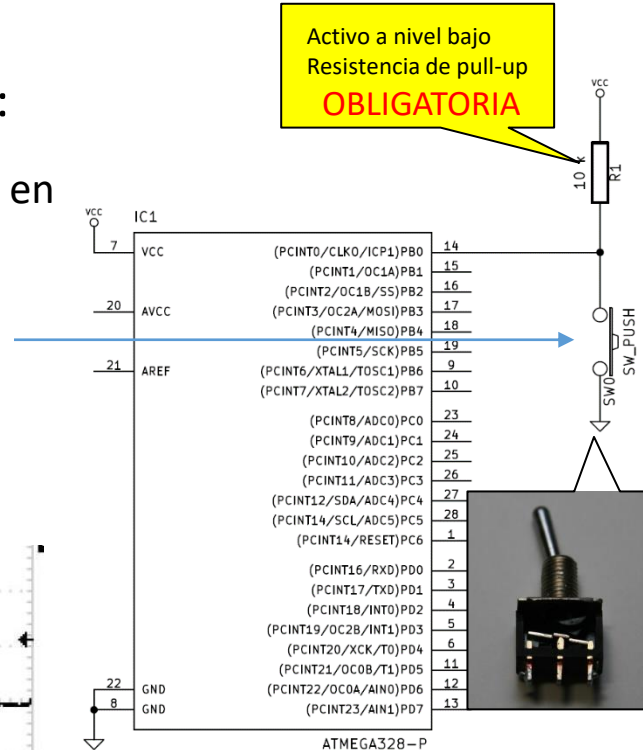 Activo a nivel bajo
Resistencia de pull-up
OBLIGATORIA
:
en
VCC
10 k
R1
VCC
IC1
7 VCC
20 AVCC
21 AREF
22 GND
8 GND
(PCINT0/CLKO/ICP1)PB0 14
(PCINT1/OC1A)PB1 15
(PCINT2/OC1B/SS)PB2 16
(PCINT3/OC2A/MOSI)PB3 17
(PCINT4/MISO)PB4 18
(PCINT5/SCK)PB5 19
(PCINT6/XTAL1/TOSC1)PB6 9
(PCINT7/XTAL2/TOSC2)PB7 10
(PCINT8/ADC0)PC0 23
(PCINT9/ADC1)PC1 24
(PCINT10/ADC2)PC2 25
(PCINT11/ADC3)PC3 26
(PCINT12/SDA/ADC4)PC4 27
(PCINT14/SCL/ADC5)PC5 28
(PCINT14/RESET)PC6 1
(PCINT16/RXD)PD0 2
(PCINT17/TXD)PD1 3
(PCINT18/INT0)PD2 4
(PCINT19/OC2B/INT1)PD3 5
(PCINT20/XCK/T0)PD4 6
(PCINT21/OC0B/T1)PD5 11
(PCINT22/OC0A/AIN0)PD6 12
(PCINT23/AIN1)PD7 13
SW0
SW_PUSH
ATMEGA328-P